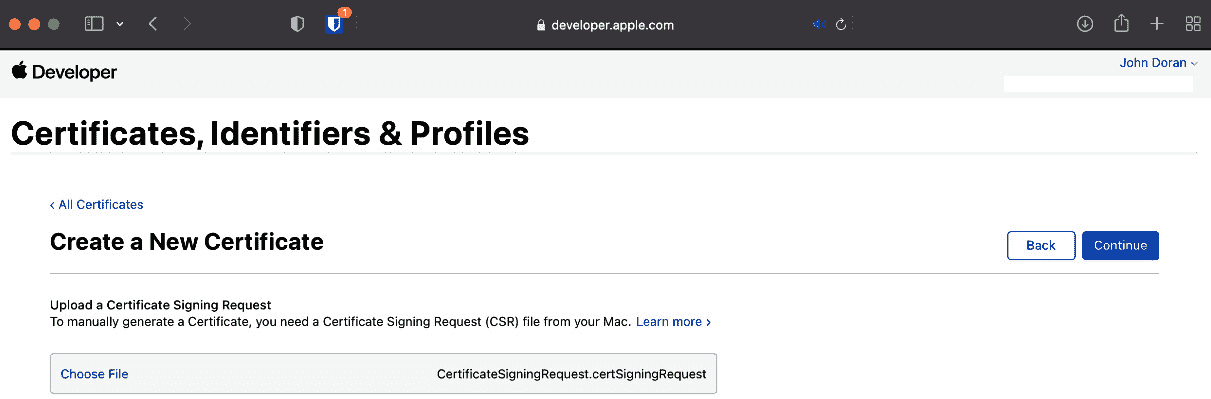 1
developer.apple.com
Developer
John Doran
Certificates, Identifiers & Profiles
‹ All Certificates
Create a New Certificate
Back
Continue
Upload a Certificate Signing Request
To manually generate a Certificate, you need a Certificate Signing Request (CSR) file from your Mac. Learn more ›
Choose File CertificateSigningRequest.certSigningRequest